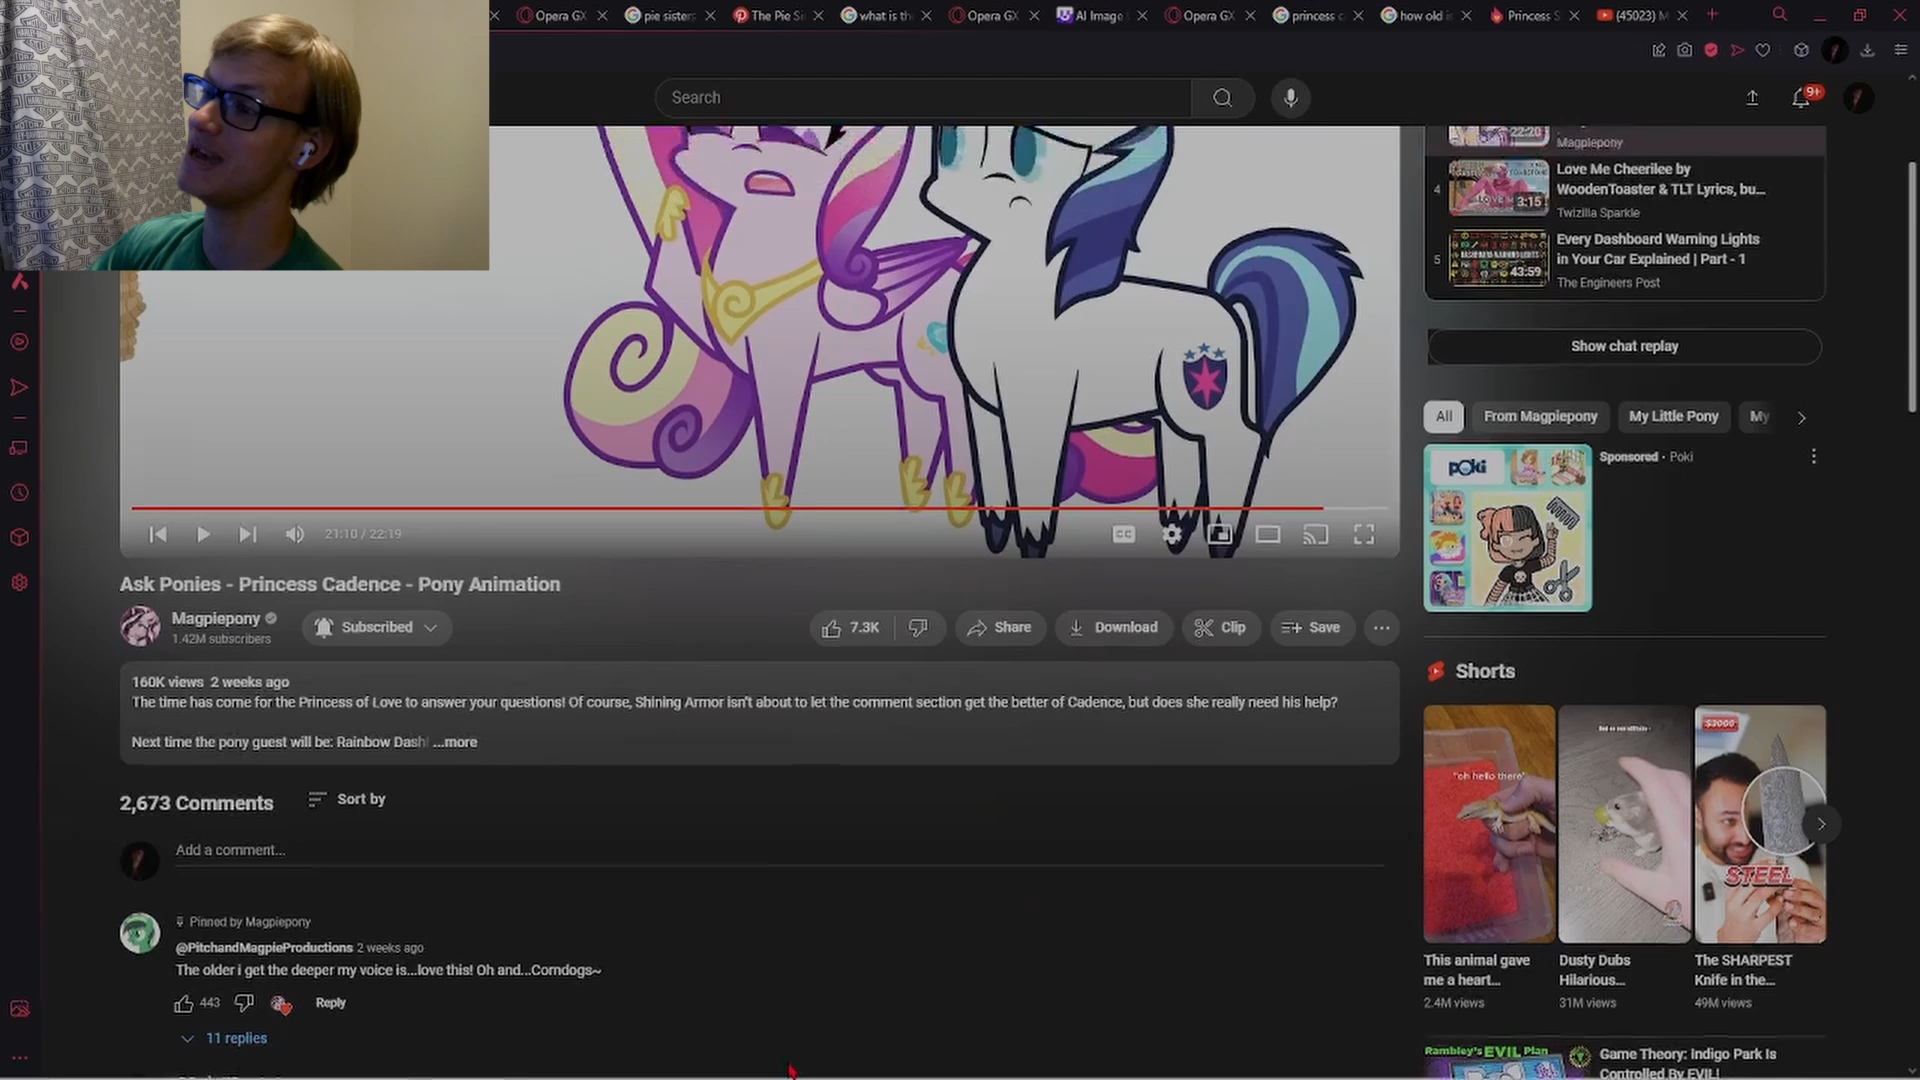 Opera GX
pie sisters
The Pie Si
what is th
Opera GX
AI Image
Opera GX
princess c
how old is
Princess S
(45023) M
Search
9+
22:20
Magpiepony
4
Love Me Cheerilee by
WoodenToaster & TLT Lyrics, bu...
3:15
Twizilla Sparkle
5
Every Dashboard Warning Lights
in Your Car Explained | Part - 1
43:59
The Engineers Post
Show chat replay
All
From Magpiepony
My Little Pony
My
poki
Sponsored · Poki
21:10 / 22:19
CC
Ask Ponies - Princess Cadence - Pony Animation
Magpiepony
1.42M subscribers
Subscribed
7.3K
Share
Download
Clip
Save
160K views 2 weeks ago
The time has come for the Princess of Love to answer your questions! Of course, Shining Armor isn't about to let the comment section get the better of Cadence, but does she really need his help?
Next time the pony guest will be: Rainbow Dash! ...more
Shorts
"oh hello there"
$3000
STEEL
This animal gave
me a heart...
2.4M views
Dusty Dubs
Hilarious...
31M views
The SHARPEST
Knife in the...
49M views
2,673 Comments
Sort by
Add a comment...
Pinned by Magpiepony
@PitchandMagpieProductions 2 weeks ago
The older i get the deeper my voice is...love this! Oh and...Corndogs~
443
Reply
11 replies
Rambley's EVIL Plan
Game Theory: Indigo Park Is
Controlled By EVIL!